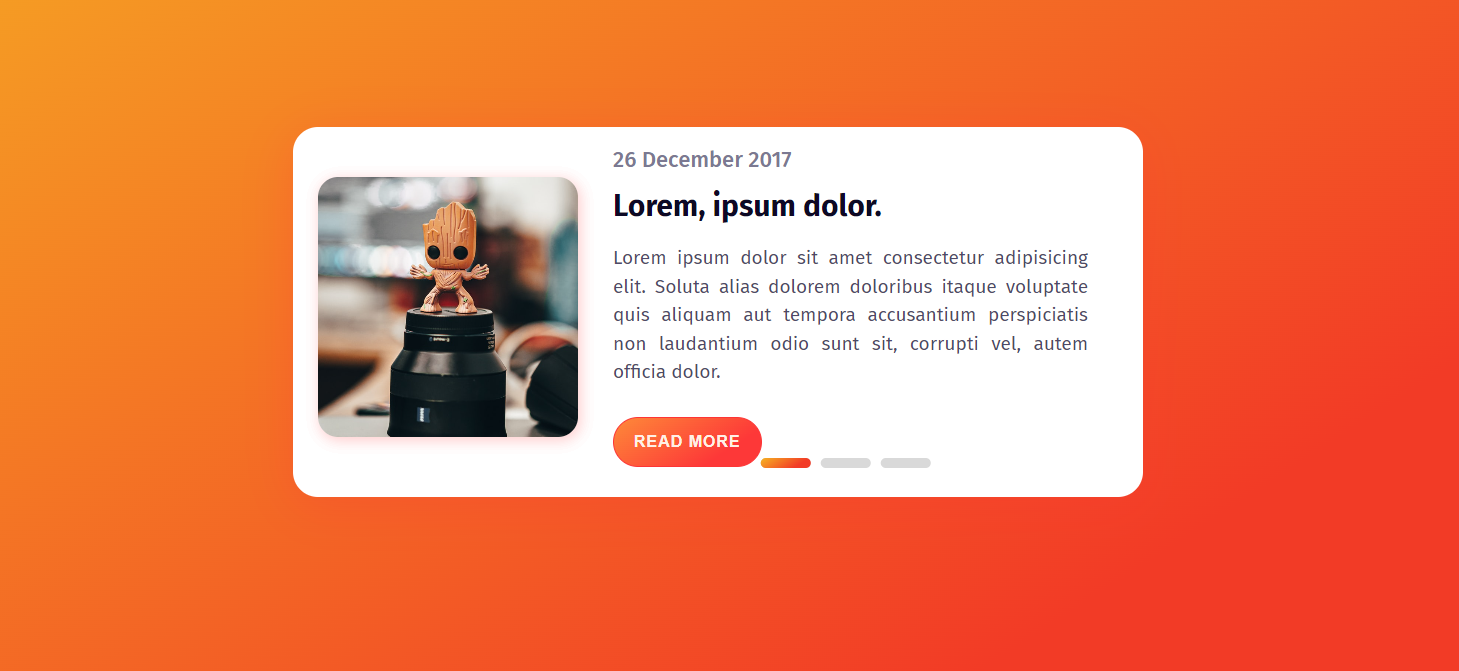 26 December 2017
Lorem, ipsum dolor.
Lorem ipsum dolor sit amet consectetur adipisicing
elit. Soluta alias dolorem doloribus itaque voluptate
quis aliquam aut tempora accusantium perspiciatis
non laudantium odio sunt sit, corrupti vel, autem
officia dolor.
READ MORE